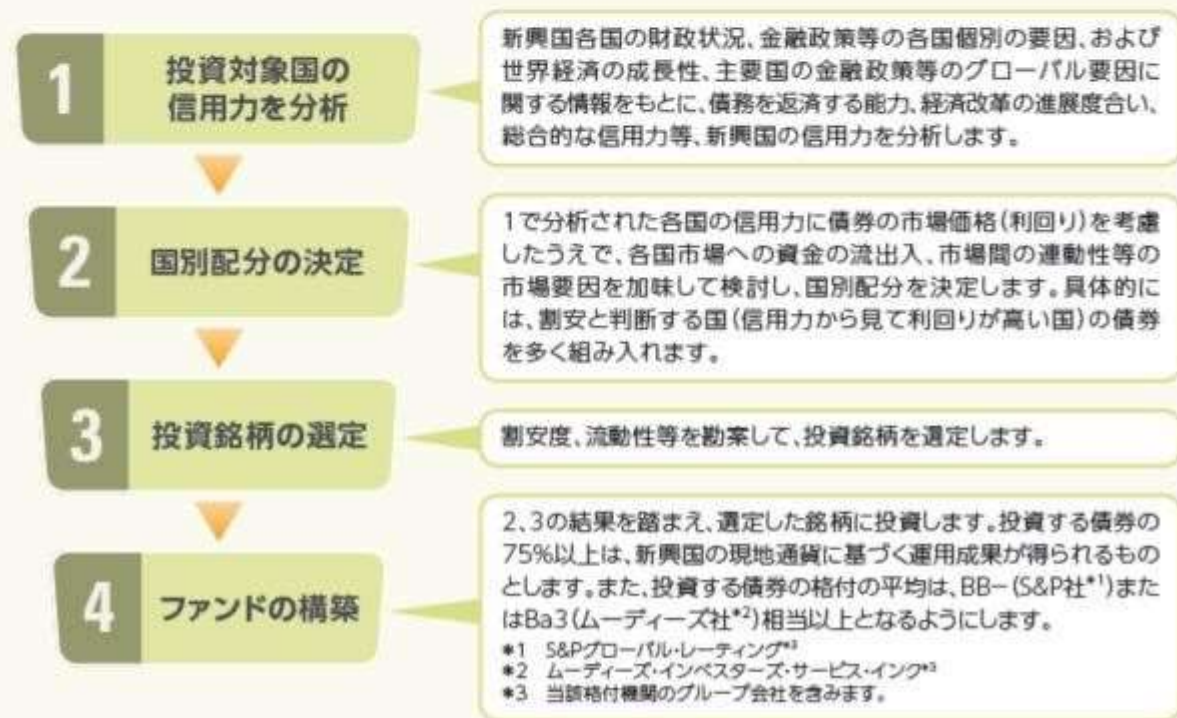 1
投資対象国の
信用力を分析
新興国各国の財政状況、金融政策等の各国個別の要因、および
世界経済の成長性、主要国の金融政策等のグローバル要因に
関する情報をもとに、債務を返済する能力、経済改革の進展度合い、
総合的な信用力等、新興国の信用力を分析します。
2
国別配分の決定
1で分析された各国の信用力に債券の市場価格(利回り)を考慮
したうえで、各国市場への資金の流出入、市場間の連動性等の
市場要因を加味して検討し、国別配分を決定します。具体的に
は、割安と判断する国(信用力から見て利回りが高い国)の債券
を多く組み入れます。
3
投資銘柄の選定
割安度、流動性等を勘案して、投資銘柄を選定します。
4
ファンドの構築
2、3の結果を踏まえ、選定した銘柄に投資します。投資する債券の
75%以上は、新興国の現地通貨に基づく運用成果が得られるもの
とします。また、投資する債券の格付の平均は、BB−(S&P社*1)また
はBa3(ムーディーズ社*2)相当以上となるようにします。
*1 S&Pグローバル・レーティング*3
*2 ムーディーズ・インベスターズ・サービス・インク*3
*3 当該格付機関のグループ会社を含みます。